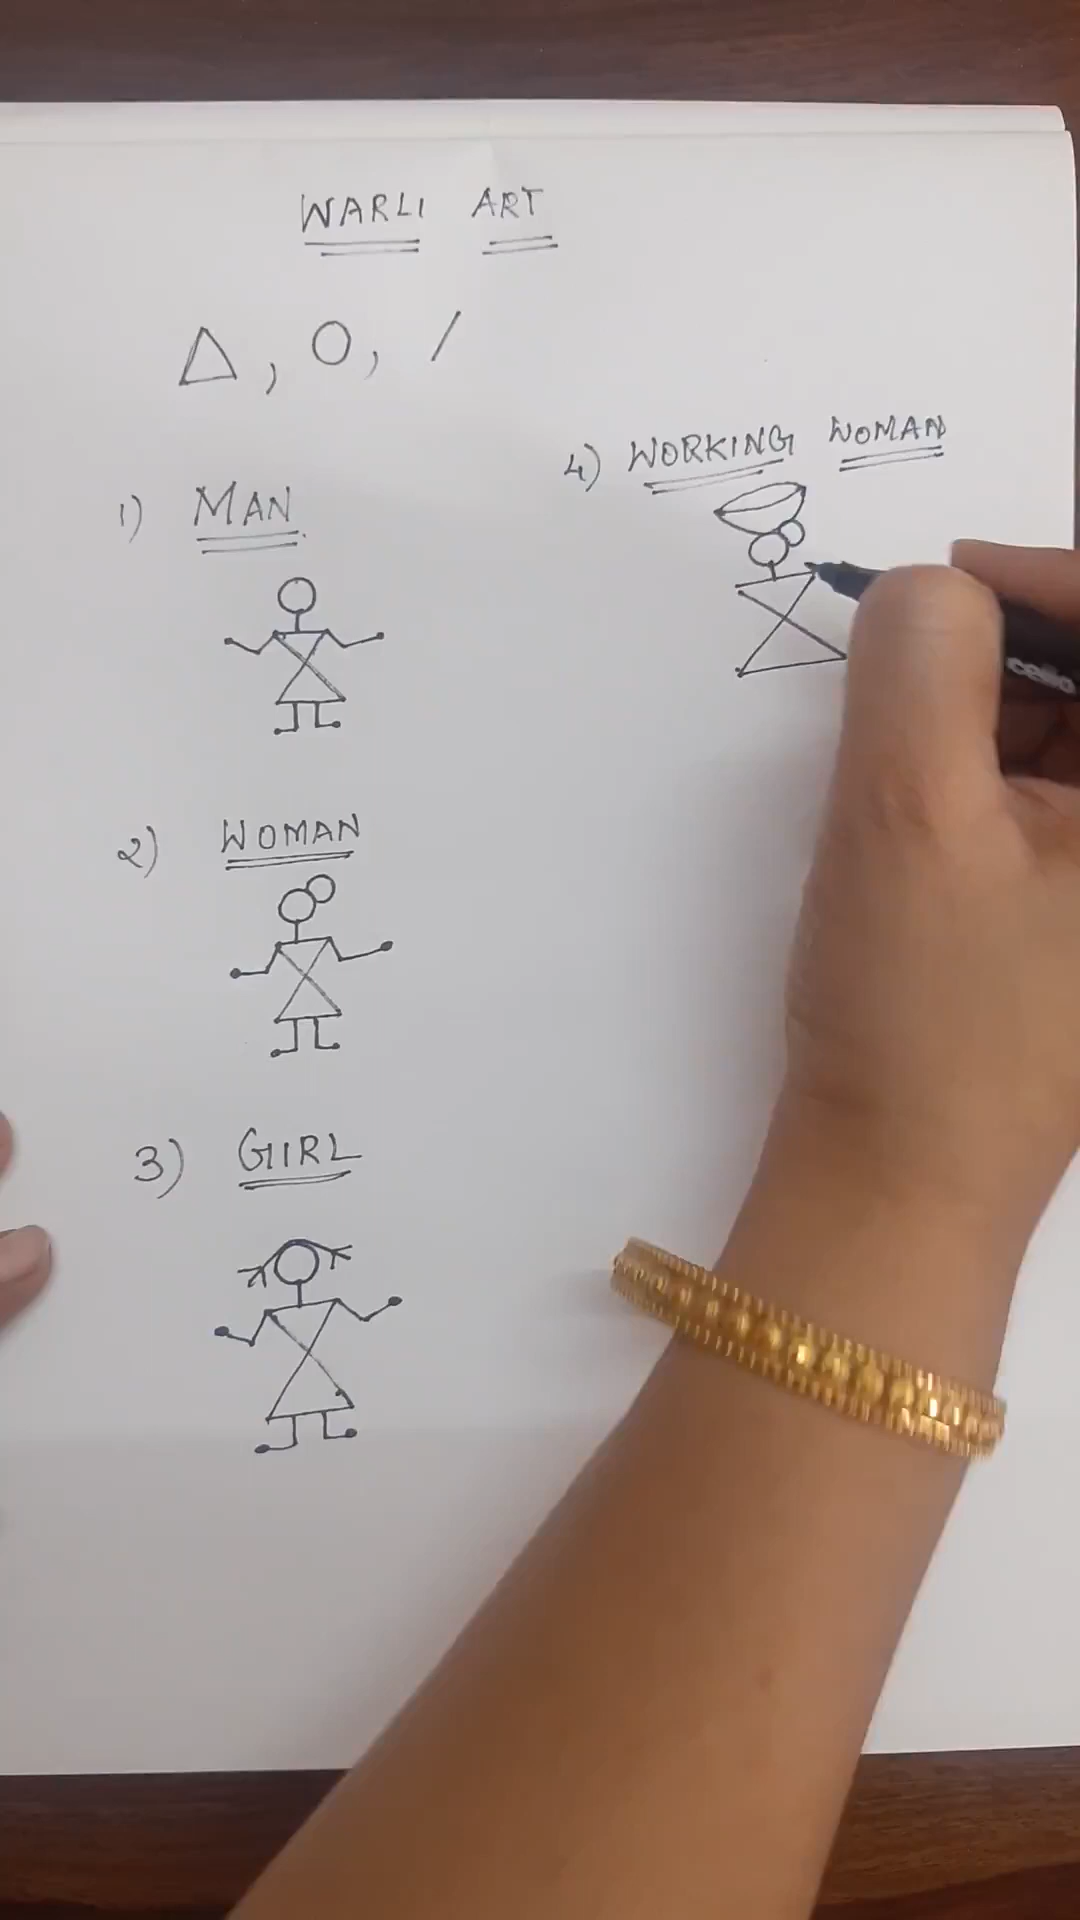 WARLI ART
1) MAN
2) WOMAN
3) GIRL
4) WORKING WOMAN
cello